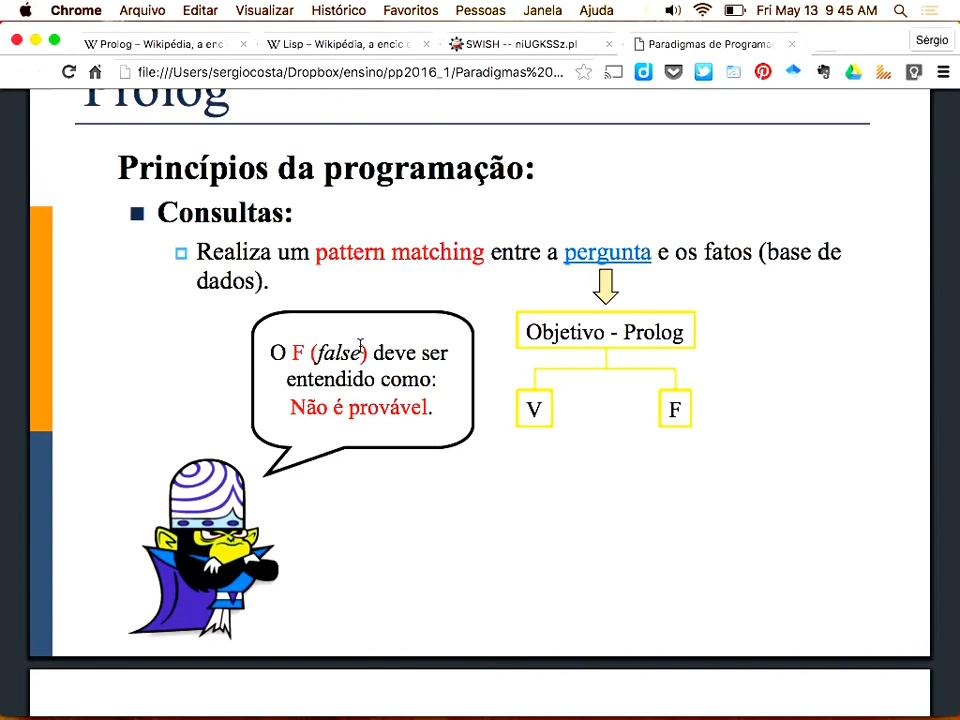 Chrome Arquivo Editar Visualizar Histórico Favoritos Pessoas Janela Ajuda Fri May 13 9:45 AM
Prolog – Wikipédia, a enc
Lisp – Wikipédia, a encic
SWISH -- niUGKSSz.pl
Paradigmas de Programa
Sérgio
file:///Users/sergiocosta/Dropbox/ensino/pp2016_1/Paradigmas%20...
Prolog
Princípios da programação:
Consultas:
Realiza um pattern matching entre a pergunta e os fatos (base de
dados).
O F (false) deve ser
entendido como:
Não é provável.
Objetivo - Prolog
V F